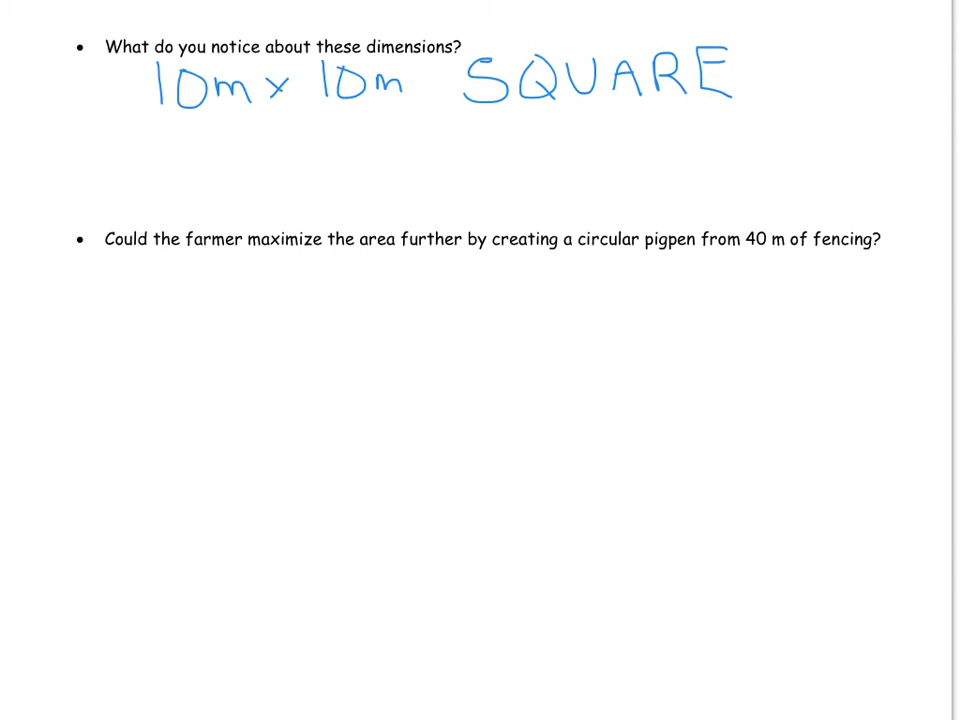 • What do you notice about these dimensions?
10m x 10m SQUARE
• Could the farmer maximize the area further by creating a circular pigpen from 40 m of fencing?